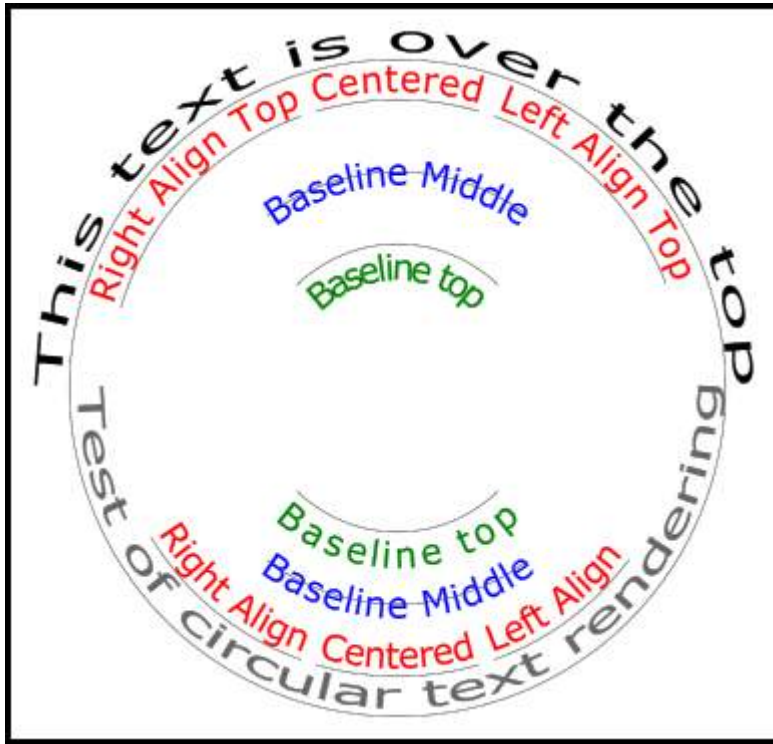 This text is over the top
Right Align Top
Centered
Left Align Top
Baseline Middle
Baseline top
Baseline top
Baseline Middle
Right Align
Centered
Left Align
Test of circular text rendering